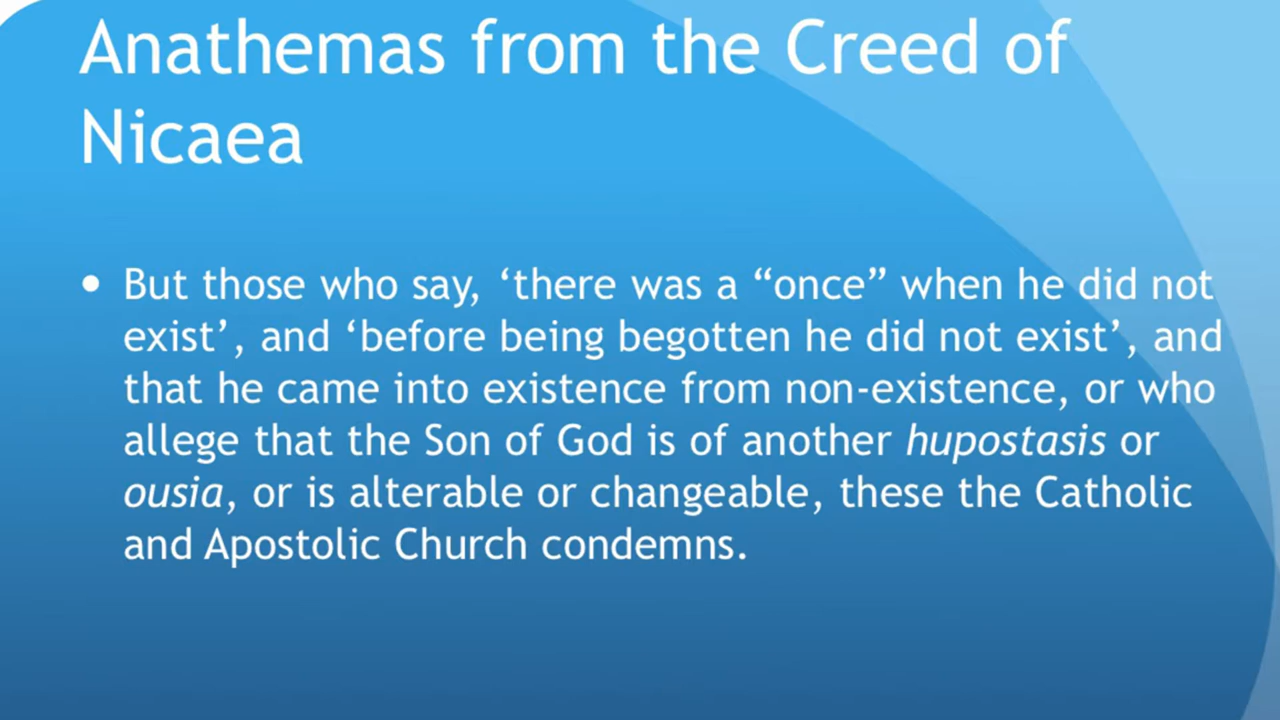 Anathemas from the Creed of
Nicaea
• But those who say, ‘there was a “once” when he did not
exist’, and ‘before being begotten he did not exist’, and
that he came into existence from non-existence, or who
allege that the Son of God is of another hupostasis or
ousia, or is alterable or changeable, these the Catholic
and Apostolic Church condemns.